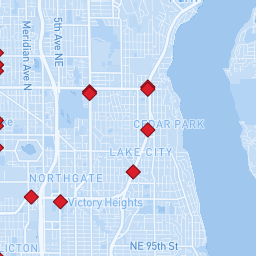 5th Ave NE
Meridian Ave N
CEDAR PARK
LAKE CITY
NORTHGATE
Victory Heights
NE 95th St